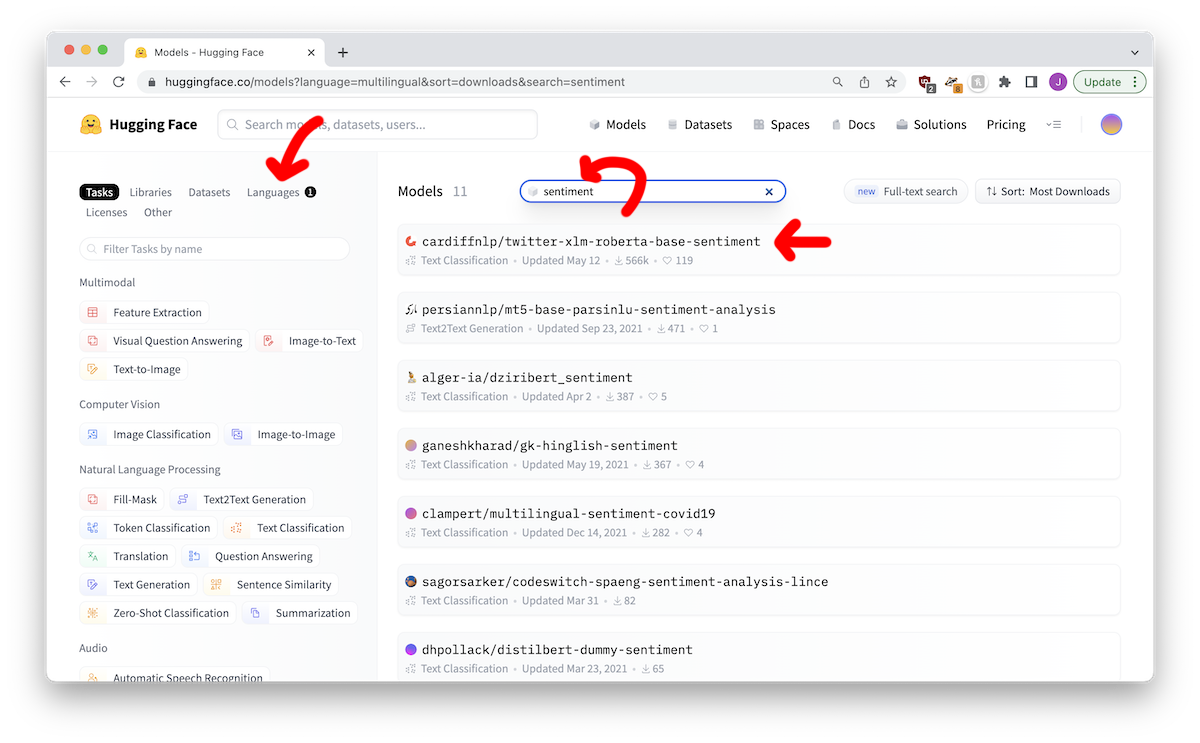 Models - Hugging Face
huggingface.co/models?language=multilingual&sort=downloads&search=sentiment
2
8
J
Update
Hugging Face
Models
Datasets
Spaces
Docs
Solutions
Pricing
Tasks
Libraries
Datasets
Languages 1
Licenses
Other
Filter Tasks by name
Multimodal
Feature Extraction
Visual Question Answering
Image-to-Text
Text-to-Image
Computer Vision
Image Classification
Image-to-Image
Natural Language Processing
Fill-Mask
Text2Text Generation
Token Classification
Text Classification
Translation
Question Answering
Text Generation
Sentence Similarity
Zero-Shot Classification
Summarization
Audio
Automatic Speech Recognition
Models 11
sentiment
new Full-text search
Sort: Most Downloads
cardiffnlp/twitter-xlm-roberta-base-sentiment
Text Classification • Updated May 12 • 566k • 119
persiannlp/mt5-base-parsinlu-sentiment-analysis
Text2Text Generation • Updated Sep 23, 2021 • 471 • 1
alger-ia/dziribert_sentiment
Text Classification • Updated Apr 2 • 387 • 5
ganeshkharad/gk-hinglish-sentiment
Text Classification • Updated May 19, 2021 • 367 • 4
clampert/multilingual-sentiment-covid19
Text Classification • Updated Dec 14, 2021 • 282 • 4
sagorsarker/codeswitch-spaeng-sentiment-analysis-lince
Text Classification • Updated Mar 31 • 82
dhpollack/distilbert-dummy-sentiment
Text Classification • Updated Mar 23, 2021 • 65